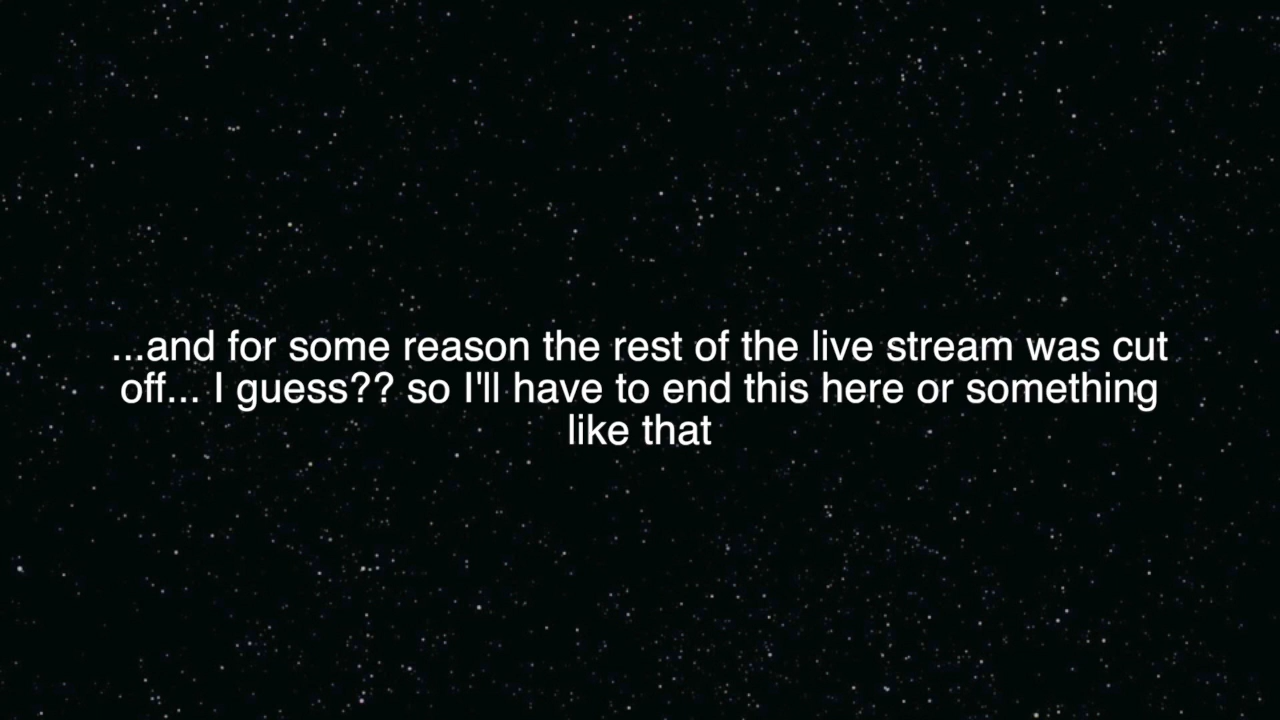 ...and for some reason the rest of the live stream was cut
off... I guess?? so I'll have to end this here or something
like that